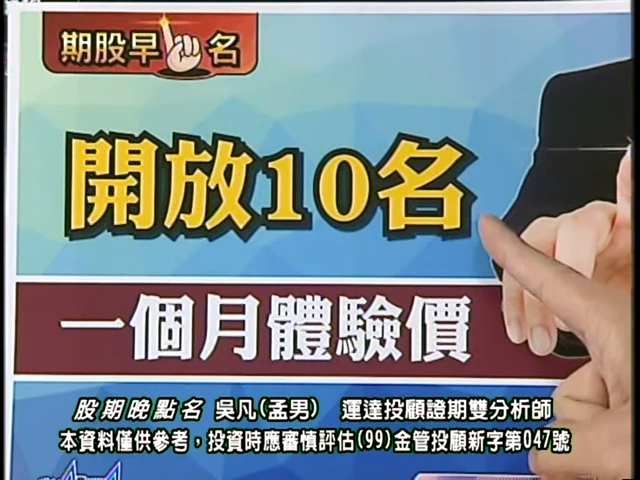 期股早 名
開放10名
一個月體驗價
股期晚點名 吳凡(孟男) 運達投顧證期雙分析師
本資料僅供參考，投資時應審慎評估(99)金管投顧新字第047號